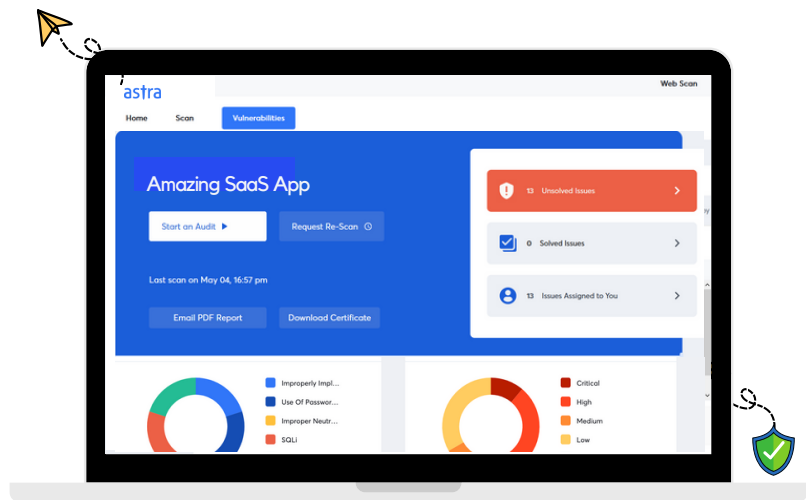 astra
Web Scan
Home Scan Vulnerabilities
Amazing SaaS App
Start an Audit
Request Re-Scan
Last scan on May 04, 16:57 pm
Email PDF Report
Download Certificate
13 Unsolved Issues
0 Solved Issues
13 Issues Assigned to You
Improperly Impl...
Use Of Passwor...
Improper Neutr...
SQLi
Critical
High
Medium
Low